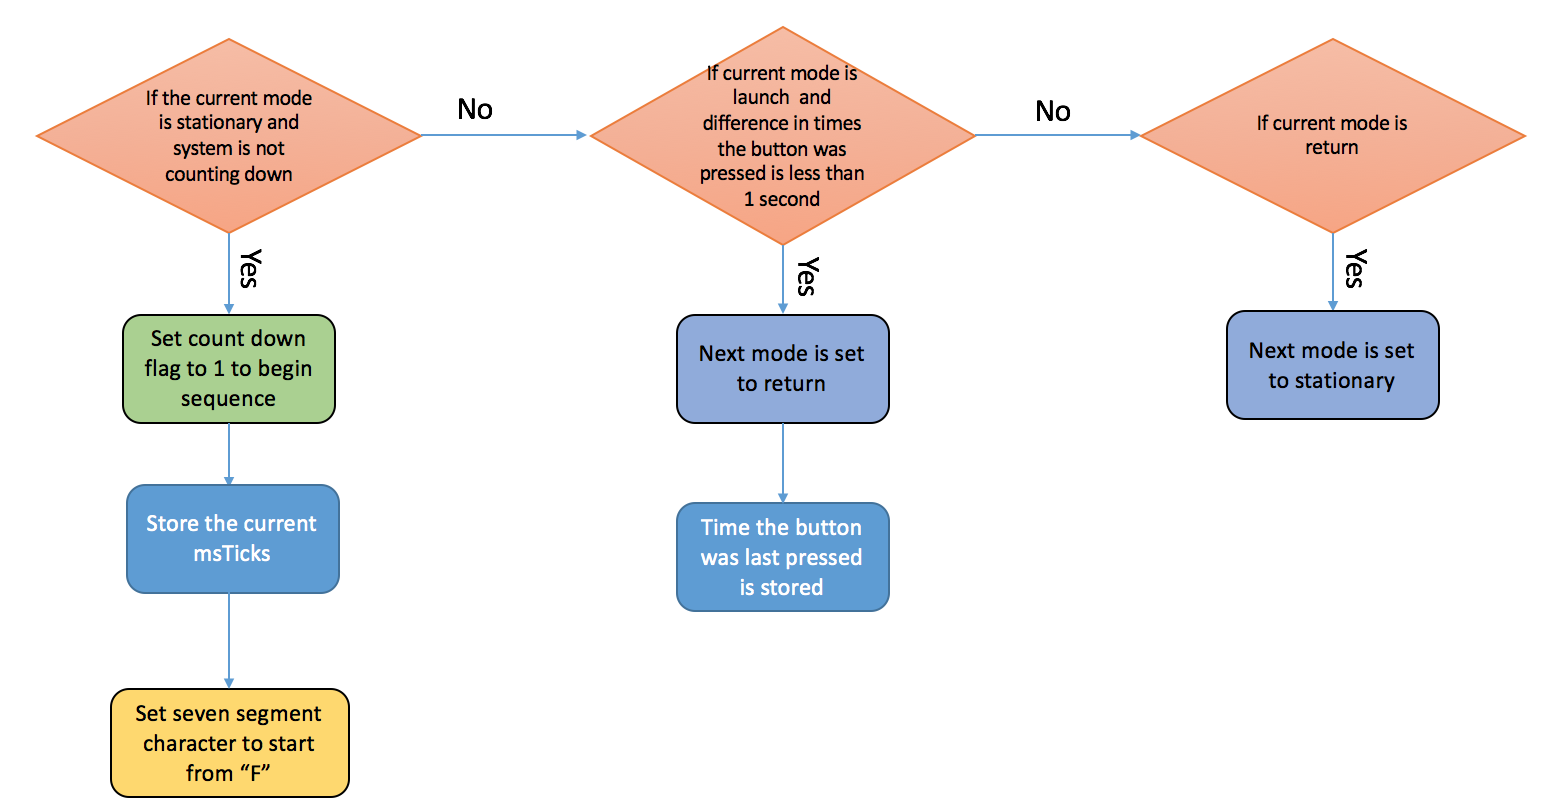 If the current mode
is stationary and
system is not
counting down
No
If current mode is
launch and
difference in times
the button was
pressed is less than
1 second
No
If current mode is
return
Yes
Yes
Yes
Set count down
flag to 1 to begin
sequence
Next mode is set
to return
Next mode is set
to stationary
Store the current
msTicks
Time the button
was last pressed
is stored
Set seven segment
character to start
from “F”